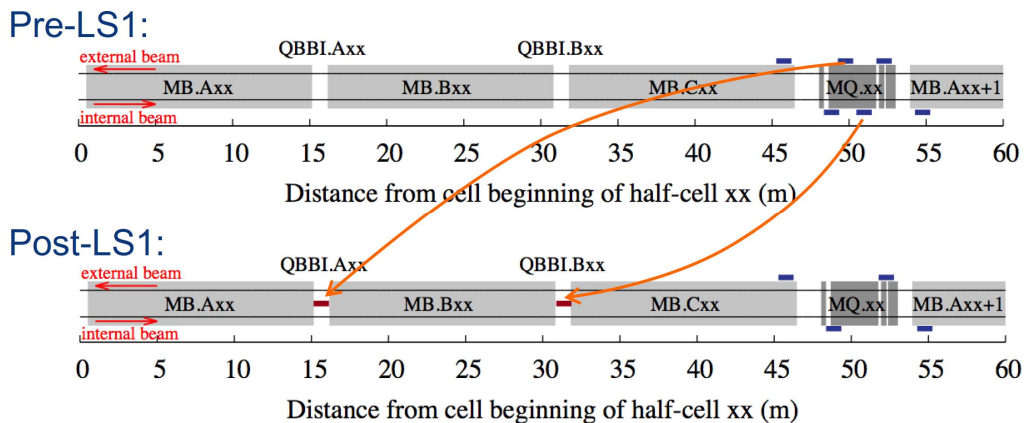 Pre-LS1:
QBBI.Axx QBBI.Bxx
external beam
MB.Axx MB.Bxx MB.Cxx MQ.xx MB.Axx+1
internal beam
0 5 10 15 20 25 30 35 40 45 50 55 60
Distance from cell beginning of half-cell xx (m)
Post-LS1:
QBBI.Axx QBBI.Bxx
external beam
MB.Axx MB.Bxx MB.Cxx MQ.xx MB.Axx+1
internal beam
0 5 10 15 20 25 30 35 40 45 50 55 60
Distance from cell beginning of half-cell xx (m)